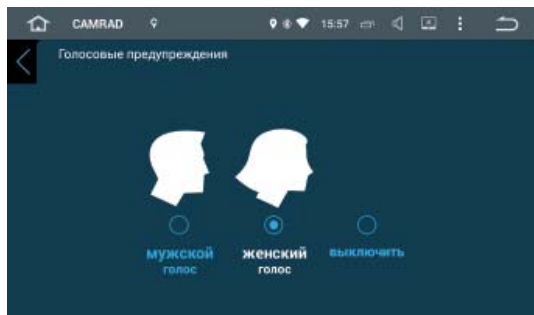 CAMRAD 15:57
Голосовые предупреждения
мужской женский выключить
голос голос